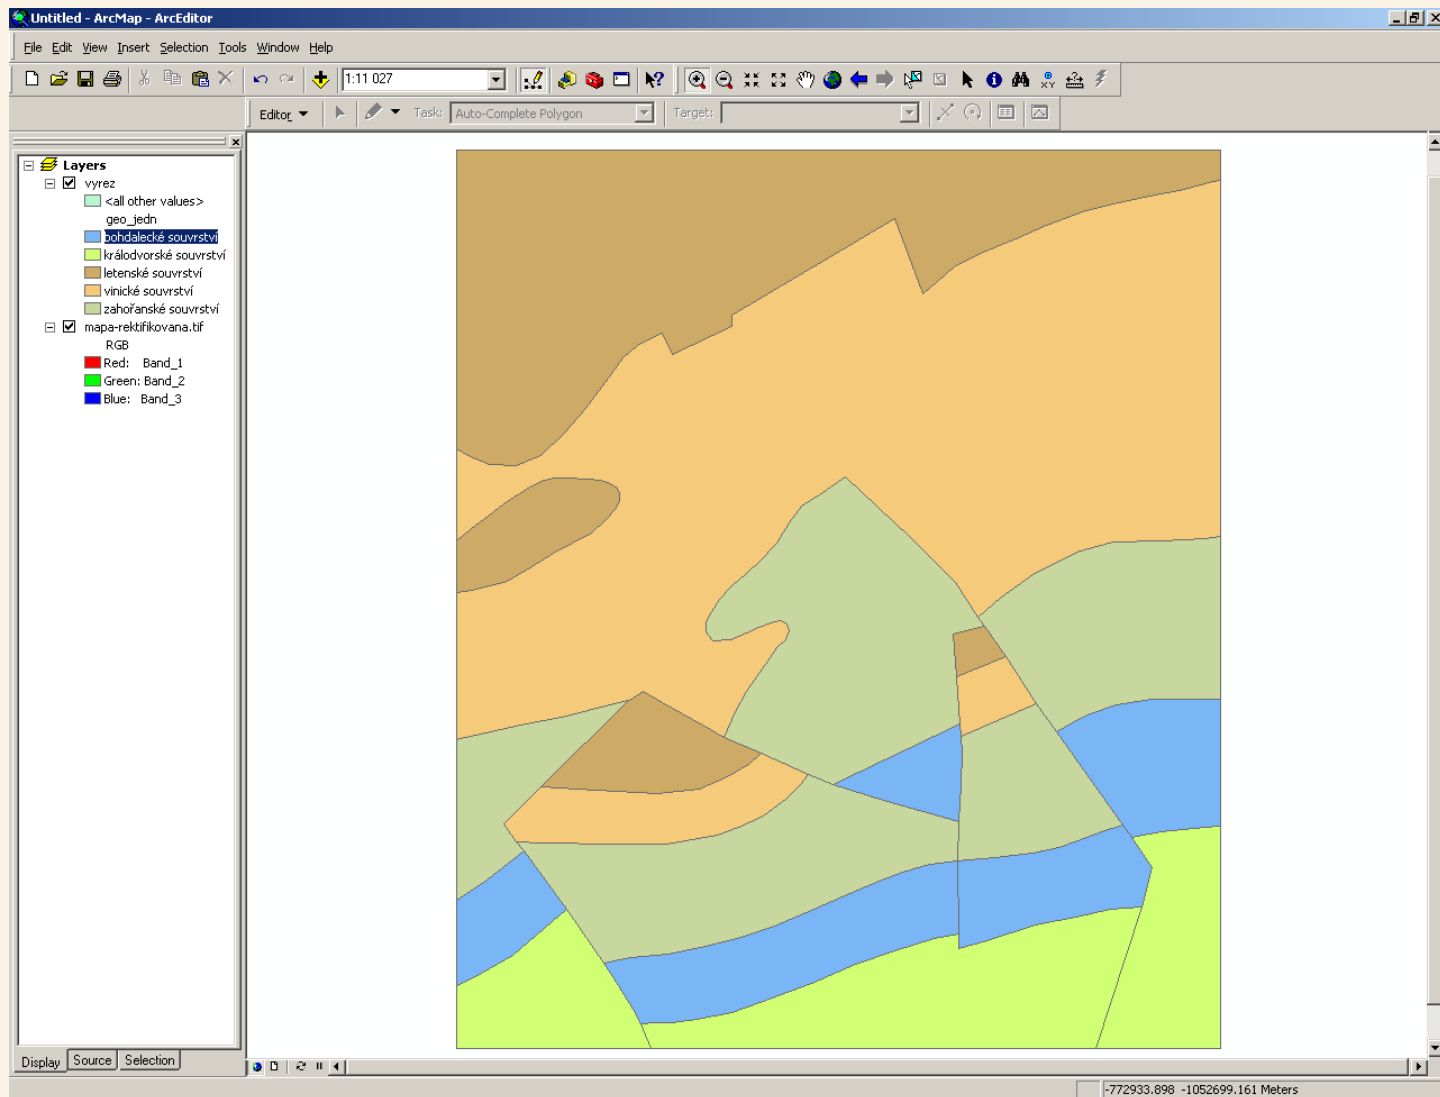 Untitled - ArcMap - ArcEditor
File Edit View Insert Selection Tools Window Help
1:11 027
Editor Task: Auto-Complete Polygon Target:
Layers
vyrez
<all other values>
geo_jedn
bohdalecké souvrství
králodvorské souvrství
letenské souvrství
vinické souvrství
zahořanské souvrství
mapa-rektifikovana.tif
RGB
Red: Band_1
Green: Band_2
Blue: Band_3
Display Source Selection
-772933.898 -1052699.161 Meters